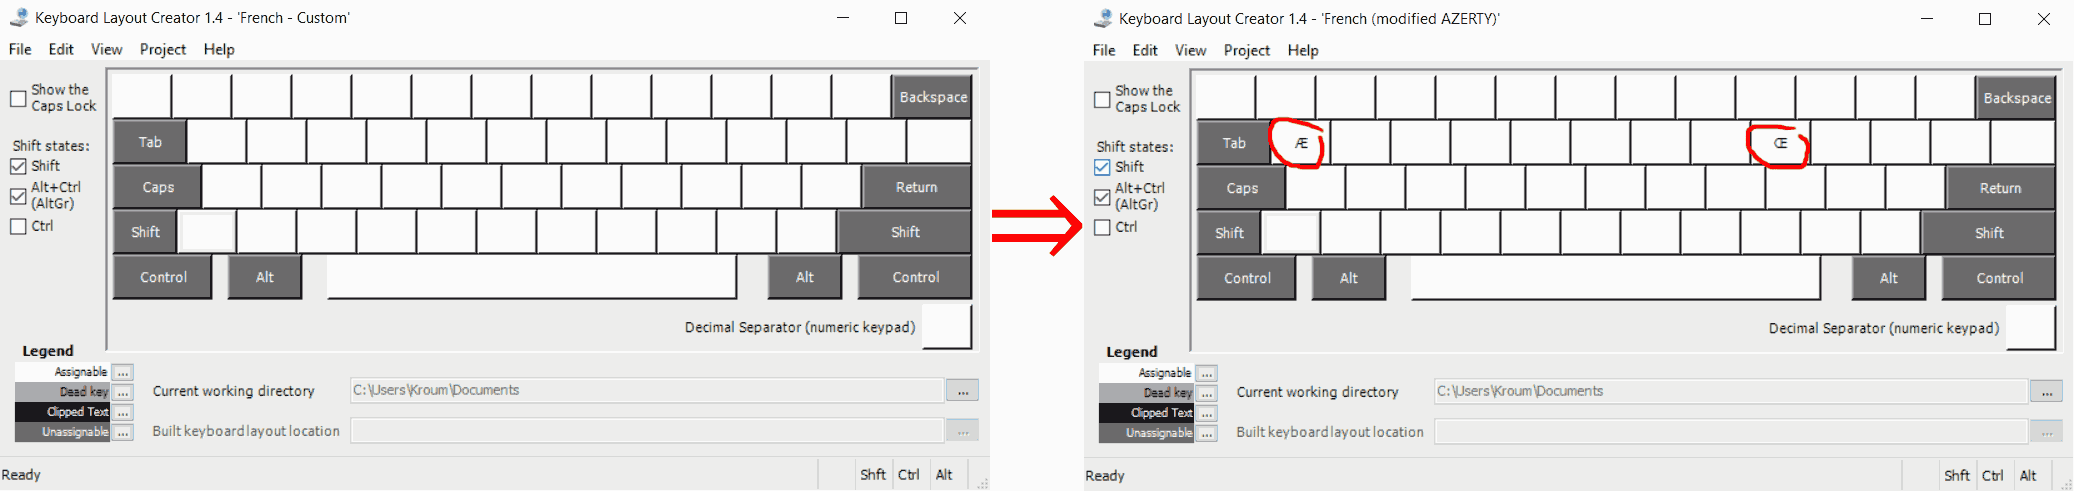 Keyboard Layout Creator 1.4 - 'French - Custom'
File Edit View Project Help
Show the
Caps Lock
Backspace
Tab
Shift states:
Shift
Alt+Ctrl
(AltGr)
Ctrl
Caps
Return
Shift
Shift
Control
Alt
Alt
Control
Decimal Separator (numeric keypad)
Legend
Assignable ...
Dead key ...
Clipped Text ...
Unassignable ...
Current working directory
C:\Users\Kroum\Documents
...
Built keyboard layout location
...
Ready
Shft Ctrl Alt
Keyboard Layout Creator 1.4 - 'French (modified AZERTY)'
File Edit View Project Help
Show the
Caps Lock
Backspace
Tab
Æ
Œ
Shift states:
Shift
Alt+Ctrl
(AltGr)
Ctrl
Caps
Return
Shift
Shift
Control
Alt
Alt
Control
Decimal Separator (numeric keypad)
Legend
Assignable ...
Dead key ...
Clipped Text ...
Unassignable ...
Current working directory
C:\Users\Kroum\Documents
...
Built keyboard layout location
...
Ready
Shft Ctrl Alt